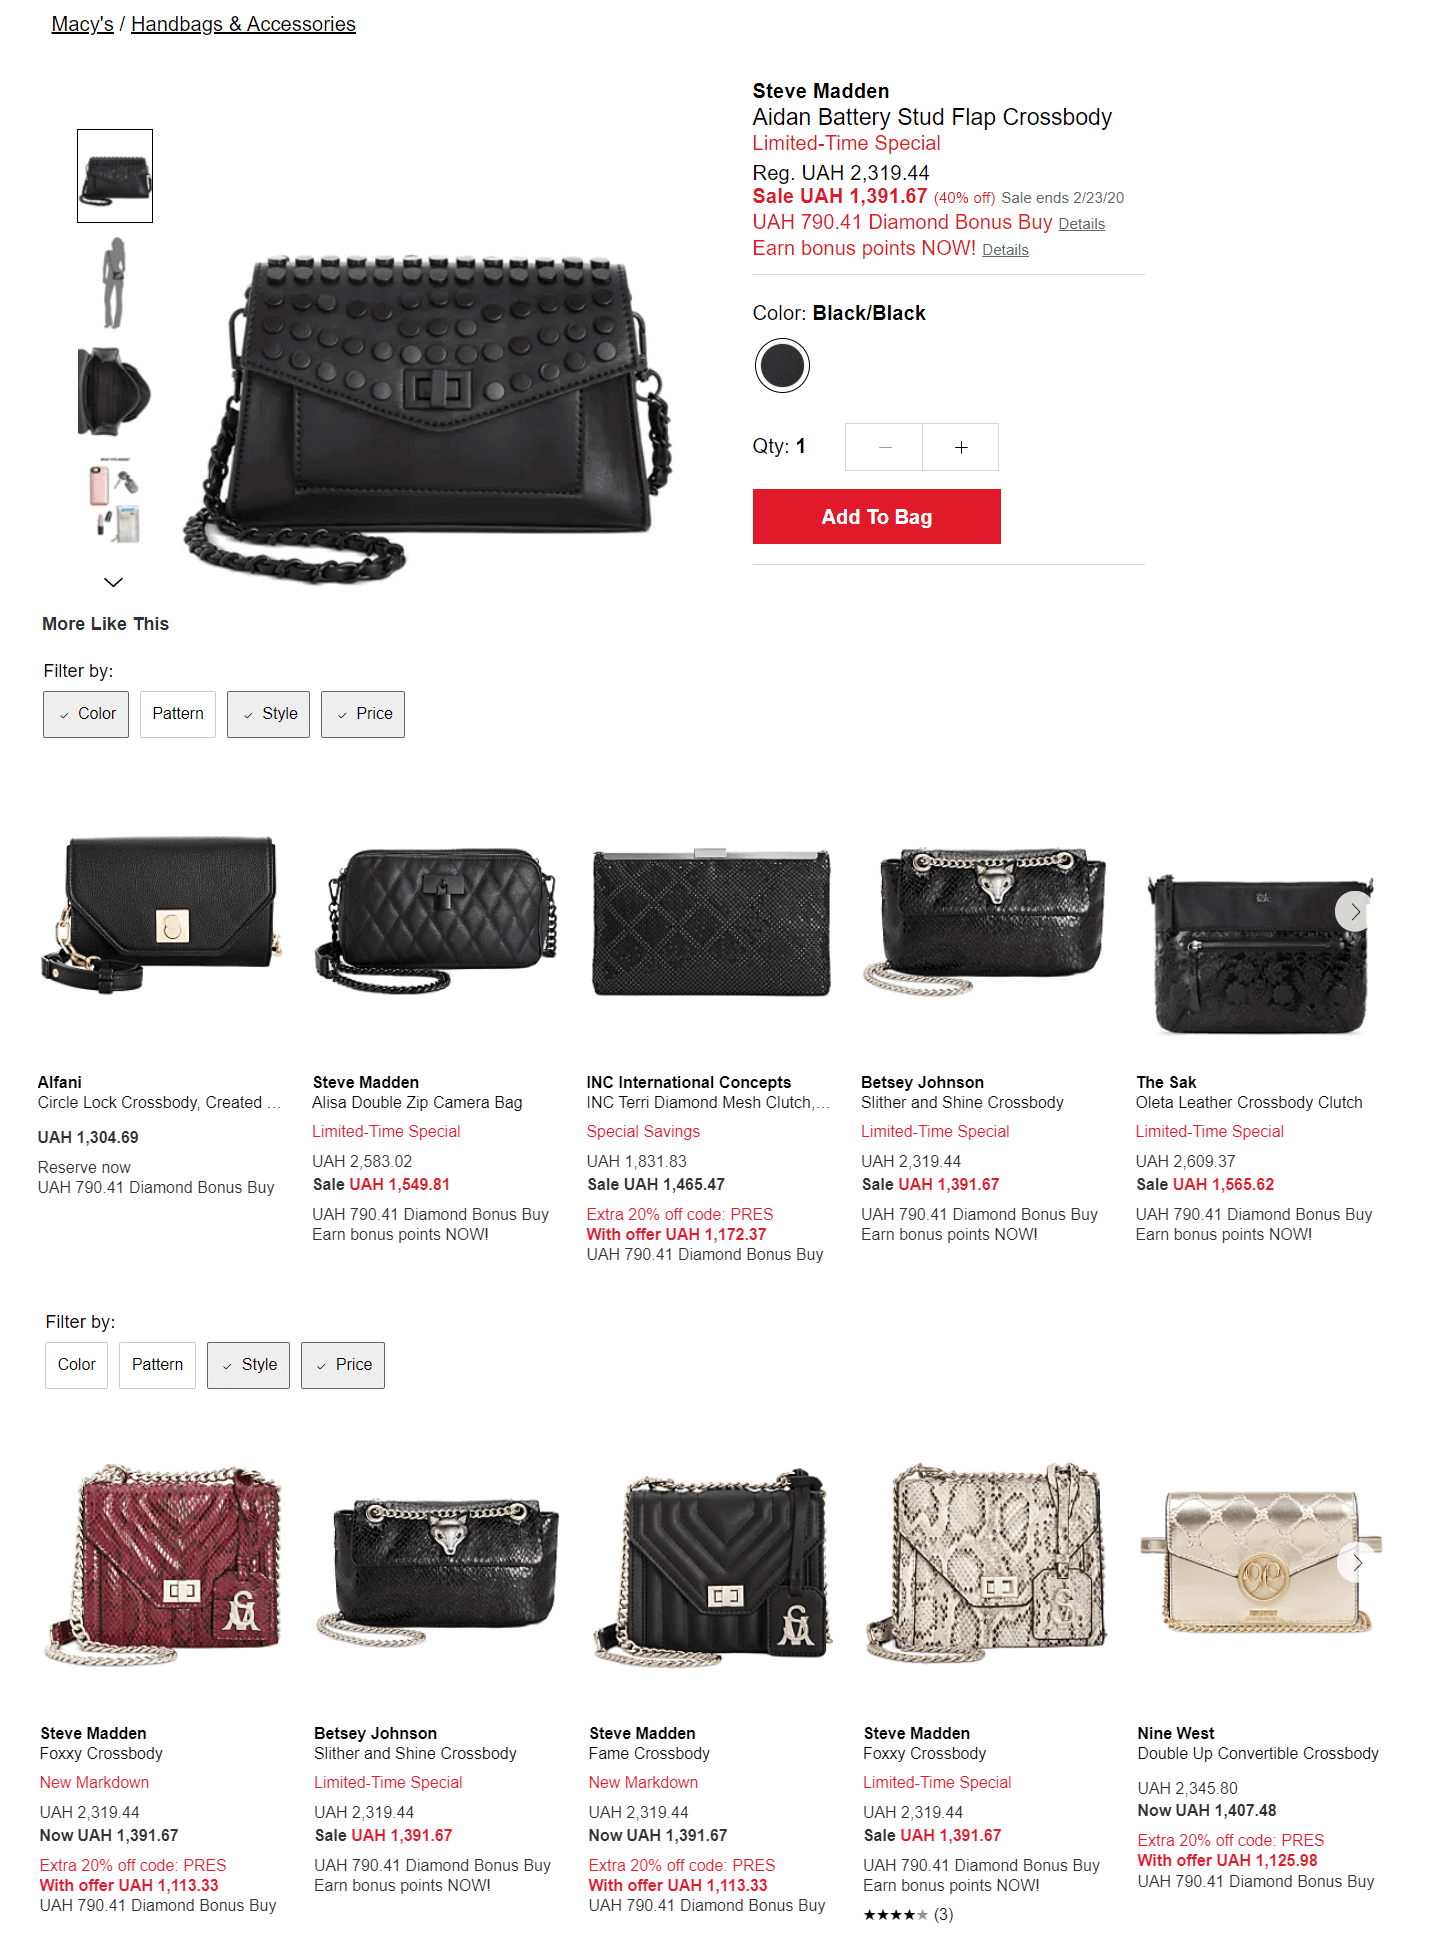 Macy's / Handbags & Accessories
Steve Madden
Aidan Battery Stud Flap Crossbody
Limited-Time Special
Reg. UAH 2,319.44
Sale UAH 1,391.67 (40% off) Sale ends 2/23/20
UAH 790.41 Diamond Bonus Buy Details
Earn bonus points NOW! Details
Color: Black/Black
Qty: 1
Add To Bag
More Like This
Filter by:
Color
Pattern
Style
Price
Alfani
Circle Lock Crossbody, Created ...
UAH 1,304.69
Reserve now
UAH 790.41 Diamond Bonus Buy
Steve Madden
Alisa Double Zip Camera Bag
Limited-Time Special
UAH 2,583.02
Sale UAH 1,549.81
UAH 790.41 Diamond Bonus Buy
Earn bonus points NOW!
INC International Concepts
INC Terri Diamond Mesh Clutch,...
Special Savings
UAH 1,831.83
Sale UAH 1,465.47
Extra 20% off code: PRES
With offer UAH 1,172.37
UAH 790.41 Diamond Bonus Buy
Betsey Johnson
Slither and Shine Crossbody
Limited-Time Special
UAH 2,319.44
Sale UAH 1,391.67
UAH 790.41 Diamond Bonus Buy
Earn bonus points NOW!
The Sak
Oleta Leather Crossbody Clutch
Limited-Time Special
UAH 2,609.37
Sale UAH 1,565.62
UAH 790.41 Diamond Bonus Buy
Earn bonus points NOW!
Filter by:
Color
Pattern
Style
Price
Steve Madden
Foxxy Crossbody
New Markdown
UAH 2,319.44
Now UAH 1,391.67
Extra 20% off code: PRES
With offer UAH 1,113.33
UAH 790.41 Diamond Bonus Buy
Betsey Johnson
Slither and Shine Crossbody
Limited-Time Special
UAH 2,319.44
Sale UAH 1,391.67
UAH 790.41 Diamond Bonus Buy
Earn bonus points NOW!
Steve Madden
Fame Crossbody
New Markdown
UAH 2,319.44
Now UAH 1,391.67
Extra 20% off code: PRES
With offer UAH 1,113.33
UAH 790.41 Diamond Bonus Buy
Steve Madden
Foxxy Crossbody
Limited-Time Special
UAH 2,319.44
Sale UAH 1,391.67
UAH 790.41 Diamond Bonus Buy
Earn bonus points NOW!
(3)
Nine West
Double Up Convertible Crossbody
UAH 2,345.80
Now UAH 1,407.48
Extra 20% off code: PRES
With offer UAH 1,125.98
UAH 790.41 Diamond Bonus Buy